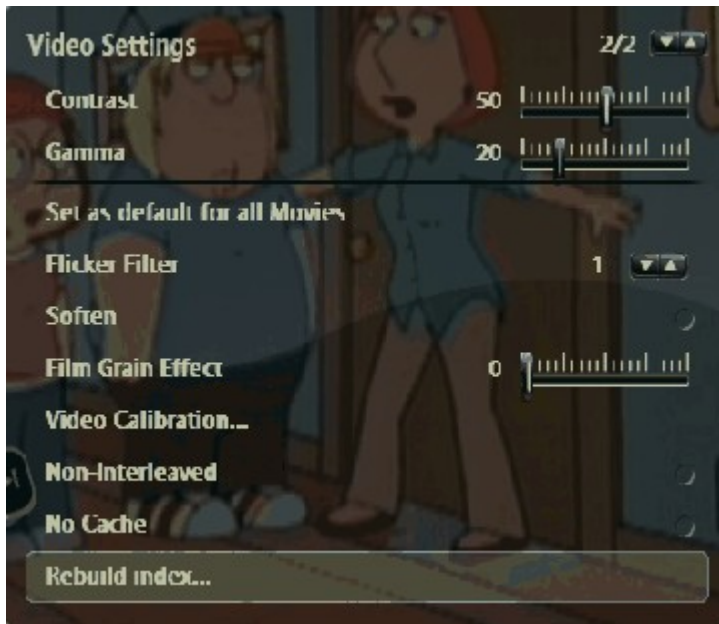 Video Settings 2/2
Contrast 50
Gamma 20
Set as default for all Movies
Flicker Filter 1
Soften
Film Grain Effect 0
Video Calibration...
Non-Interleaved
No Cache
Rebuild index...